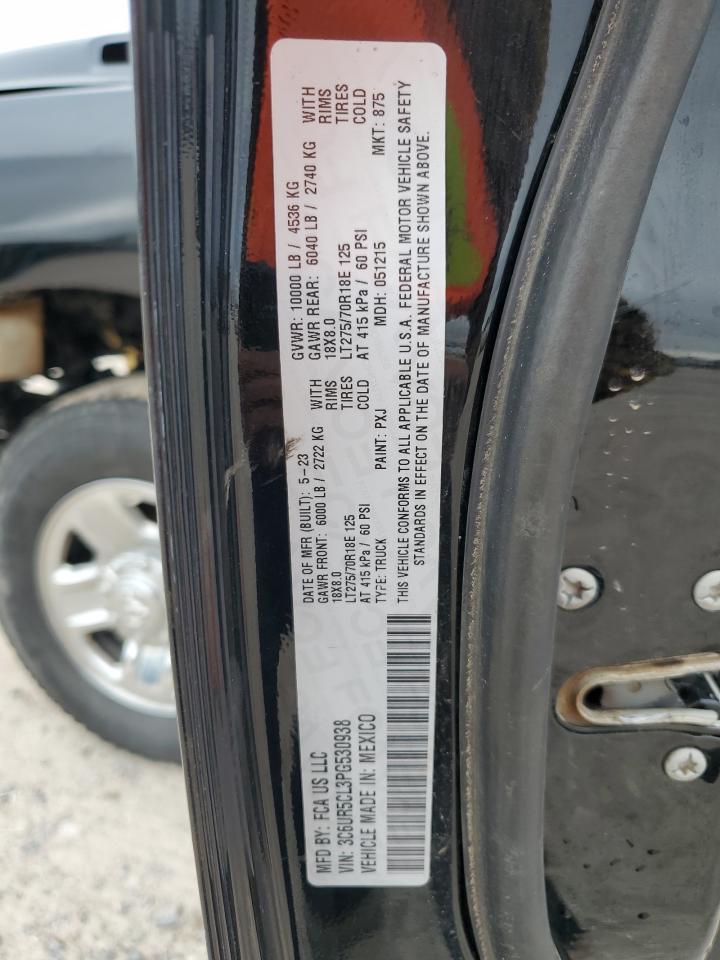 MFD BY: FCA US LLC
DATE OF MFR (BUILT): 5-23
GVWR: 10000 LB / 4536 KG
GAWR FRONT: 6000 LB / 2722 KG WITH
18X8.0 RIMS
LT275/70R18E 125 TIRES
AT 415 kPa / 60 PSI COLD
GAWR REAR: 6040 LB / 2740 KG WITH
18X8.0 RIMS
LT275/70R18E 125 TIRES
AT 415 kPa / 60 PSI COLD
VIN: 3C6UR5CL3PG530938
TYPE: TRUCK PAINT: PXJ MDH: 051215 MKT: 875
VEHICLE MADE IN: MEXICO
THIS VEHICLE CONFORMS TO ALL APPLICABLE U.S.A. FEDERAL MOTOR VEHICLE SAFETY
STANDARDS IN EFFECT ON THE DATE OF MANUFACTURE SHOWN ABOVE.